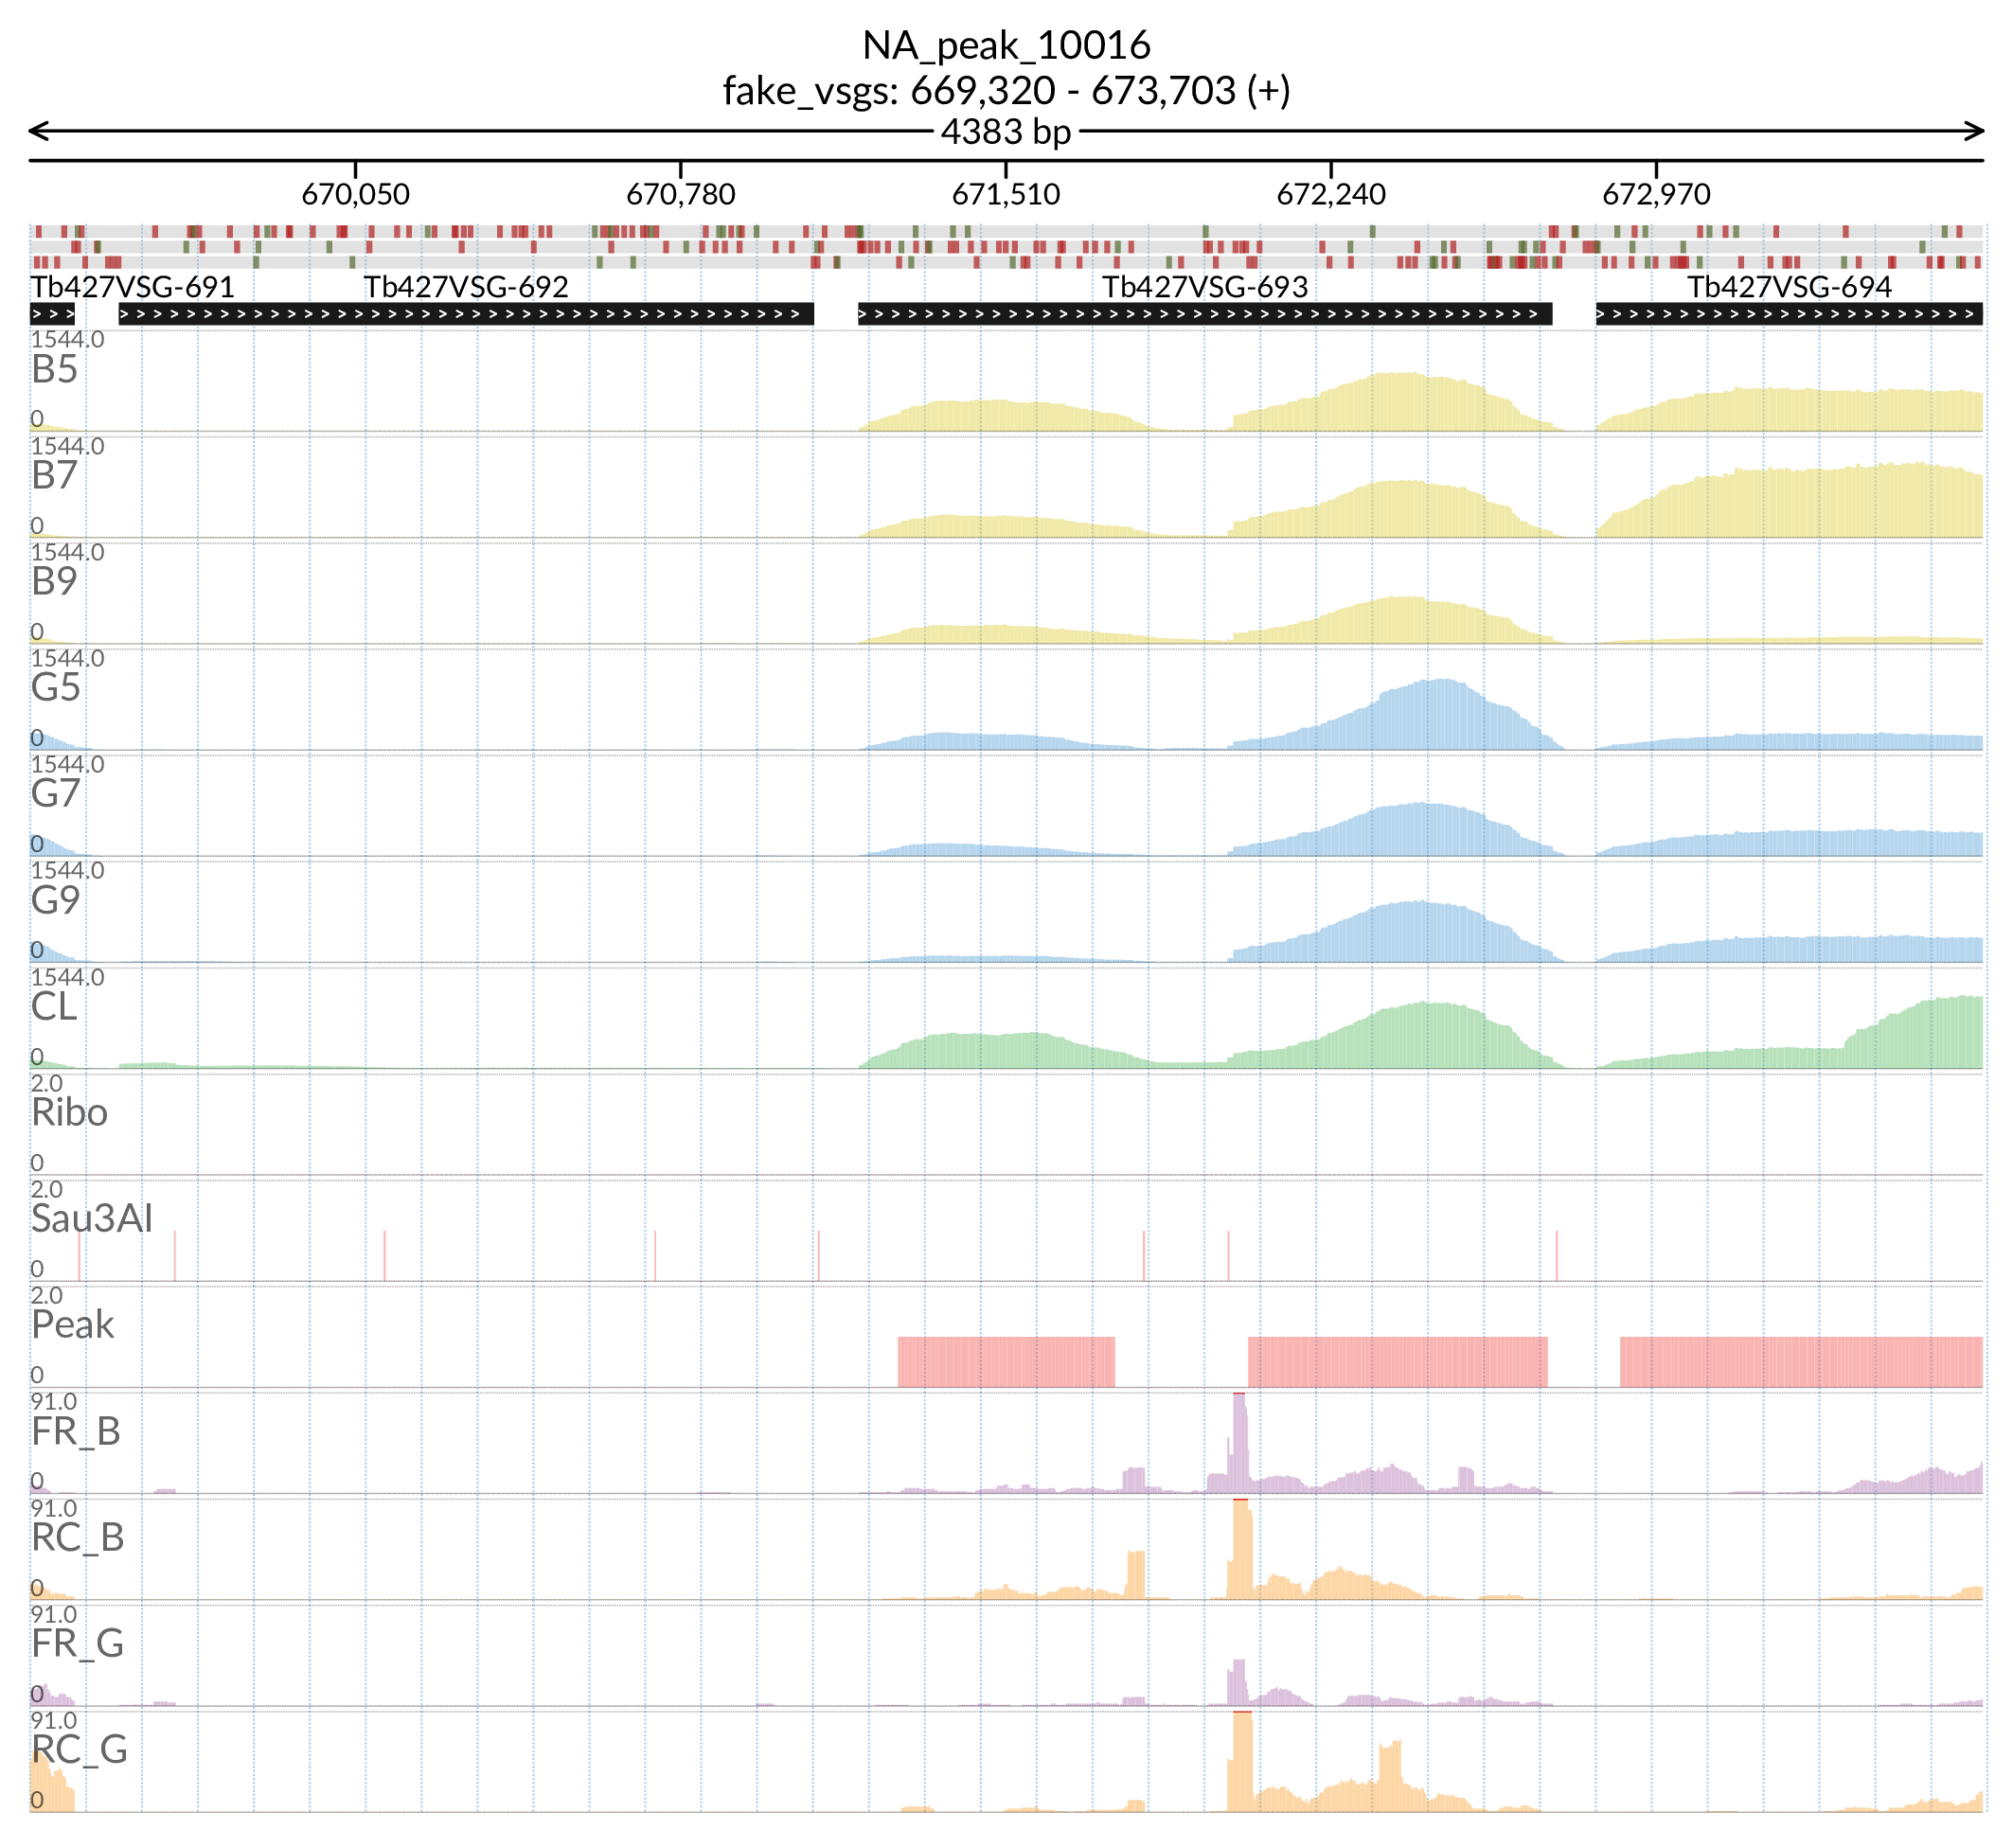 NA_peak_10016
fake_vsgs: 669,320 - 673,703 (+)
4383 bp
670,050 670,780 671,510 672,240 672,970
Tb427VSG-691 Tb427VSG-692 Tb427VSG-693 Tb427VSG-694
1544.0
B5
0
1544.0
B7
0
1544.0
B9
0
1544.0
G5
0
1544.0
G7
0
1544.0
G9
0
1544.0
CL
0
2.0
Ribo
0
2.0
Sau3AI
0
2.0
Peak
0
91.0
FR_B
0
91.0
RC_B
0
91.0
FR_G
0
91.0
RC_G
0